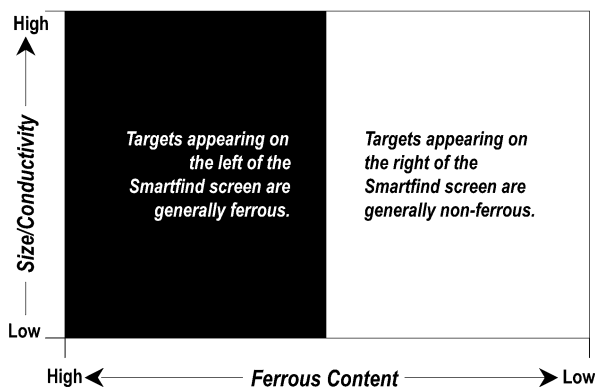 High
Size/Conductivity
Low
Targets appearing on
the left of the
Smartfind screen are
generally ferrous.
Targets appearing on
the right of the
Smartfind screen are
generally non-ferrous.
High
Ferrous Content
Low